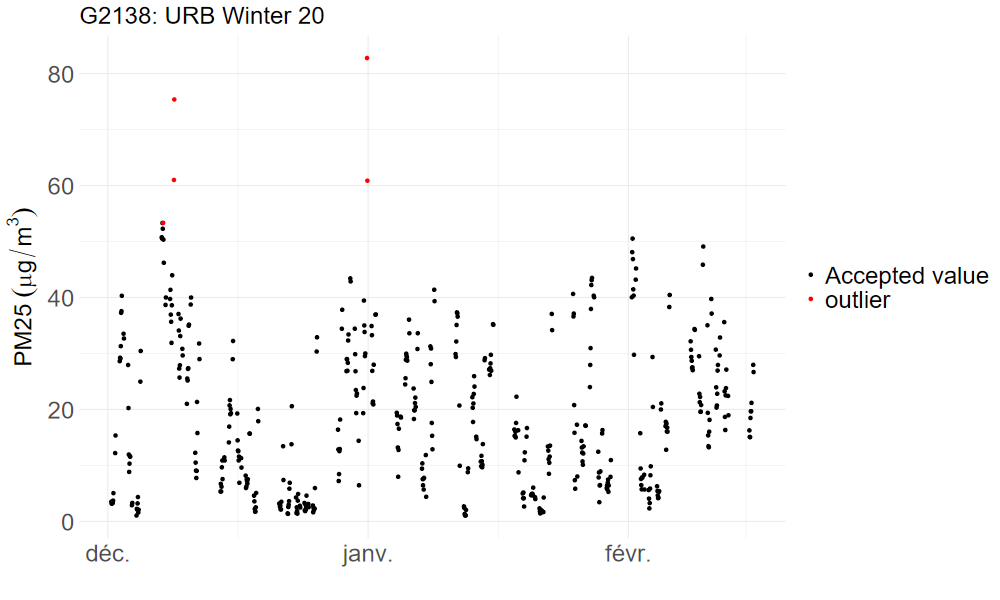 G2138: URB Winter 20
80
60
40
20
0
PM25 (μg/m³)
déc.
janv.
févr.
Accepted value
outlier